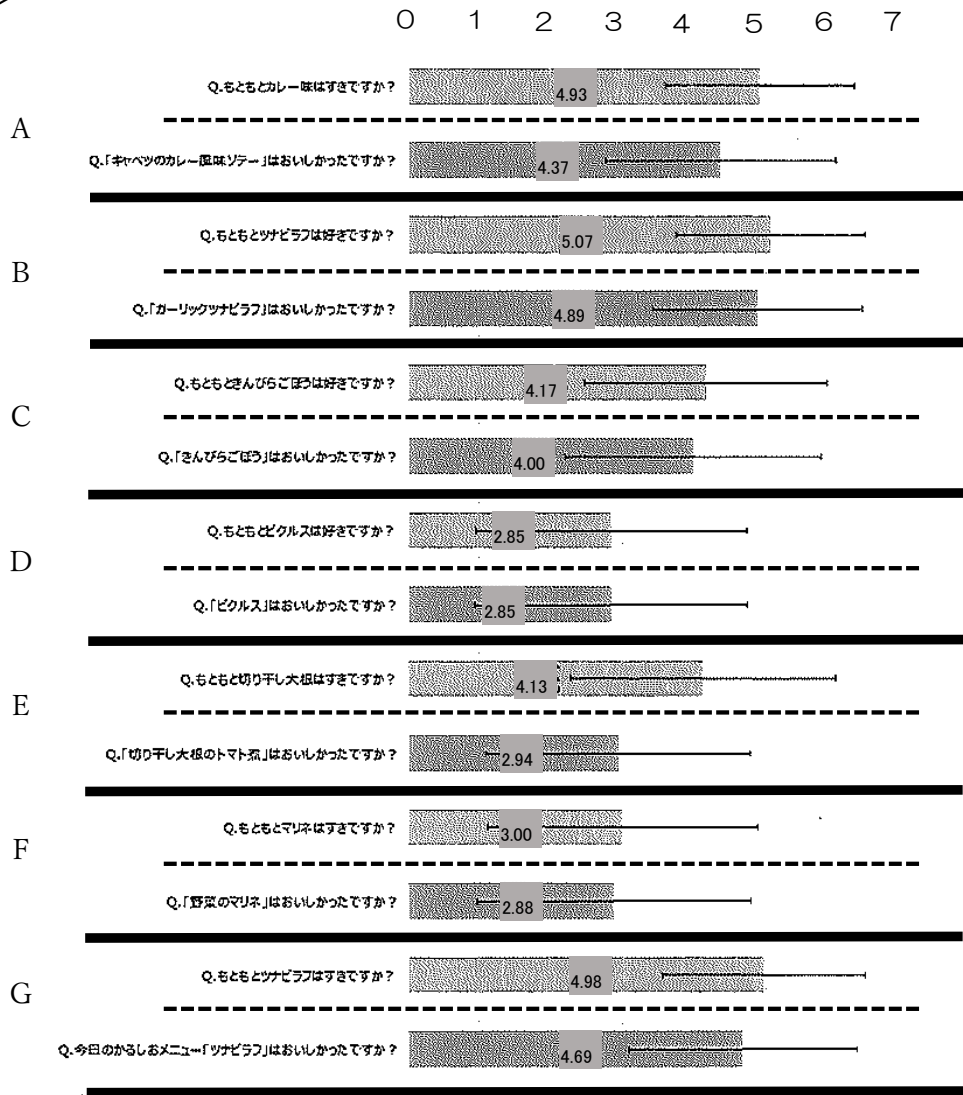 0 1 2 3 4 5 6 7
A
Q.もともとカレー味はすきですか?
4.93
Q.「キャベツのカレー風味ソテー」はおいしかったですか?
4.37
B
Q.もともとツナピラフは好きですか?
5.07
Q.「ガーリックツナピラフ」はおいしかったですか?
4.89
C
Q.もともときんぴらごぼうは好きですか?
4.17
Q.「きんぴらごぼう」はおいしかったですか?
4.00
D
Q.もともとピクルスは好きですか?
2.85
Q.「ピクルス」はおいしかったですか?
2.85
E
Q.もともと切り干し大根はすきですか?
4.13
Q.「切り干し大根のトマト煮」はおいしかったですか?
2.94
F
Q.もともとマリネはすきですか?
3.00
Q.「野菜のマリネ」はおいしかったですか?
2.88
G
Q.もともとツナピラフはすきですか?
4.98
Q.今日のかるしおメニュー「ツナピラフ」はおいしかったですか?
4.69